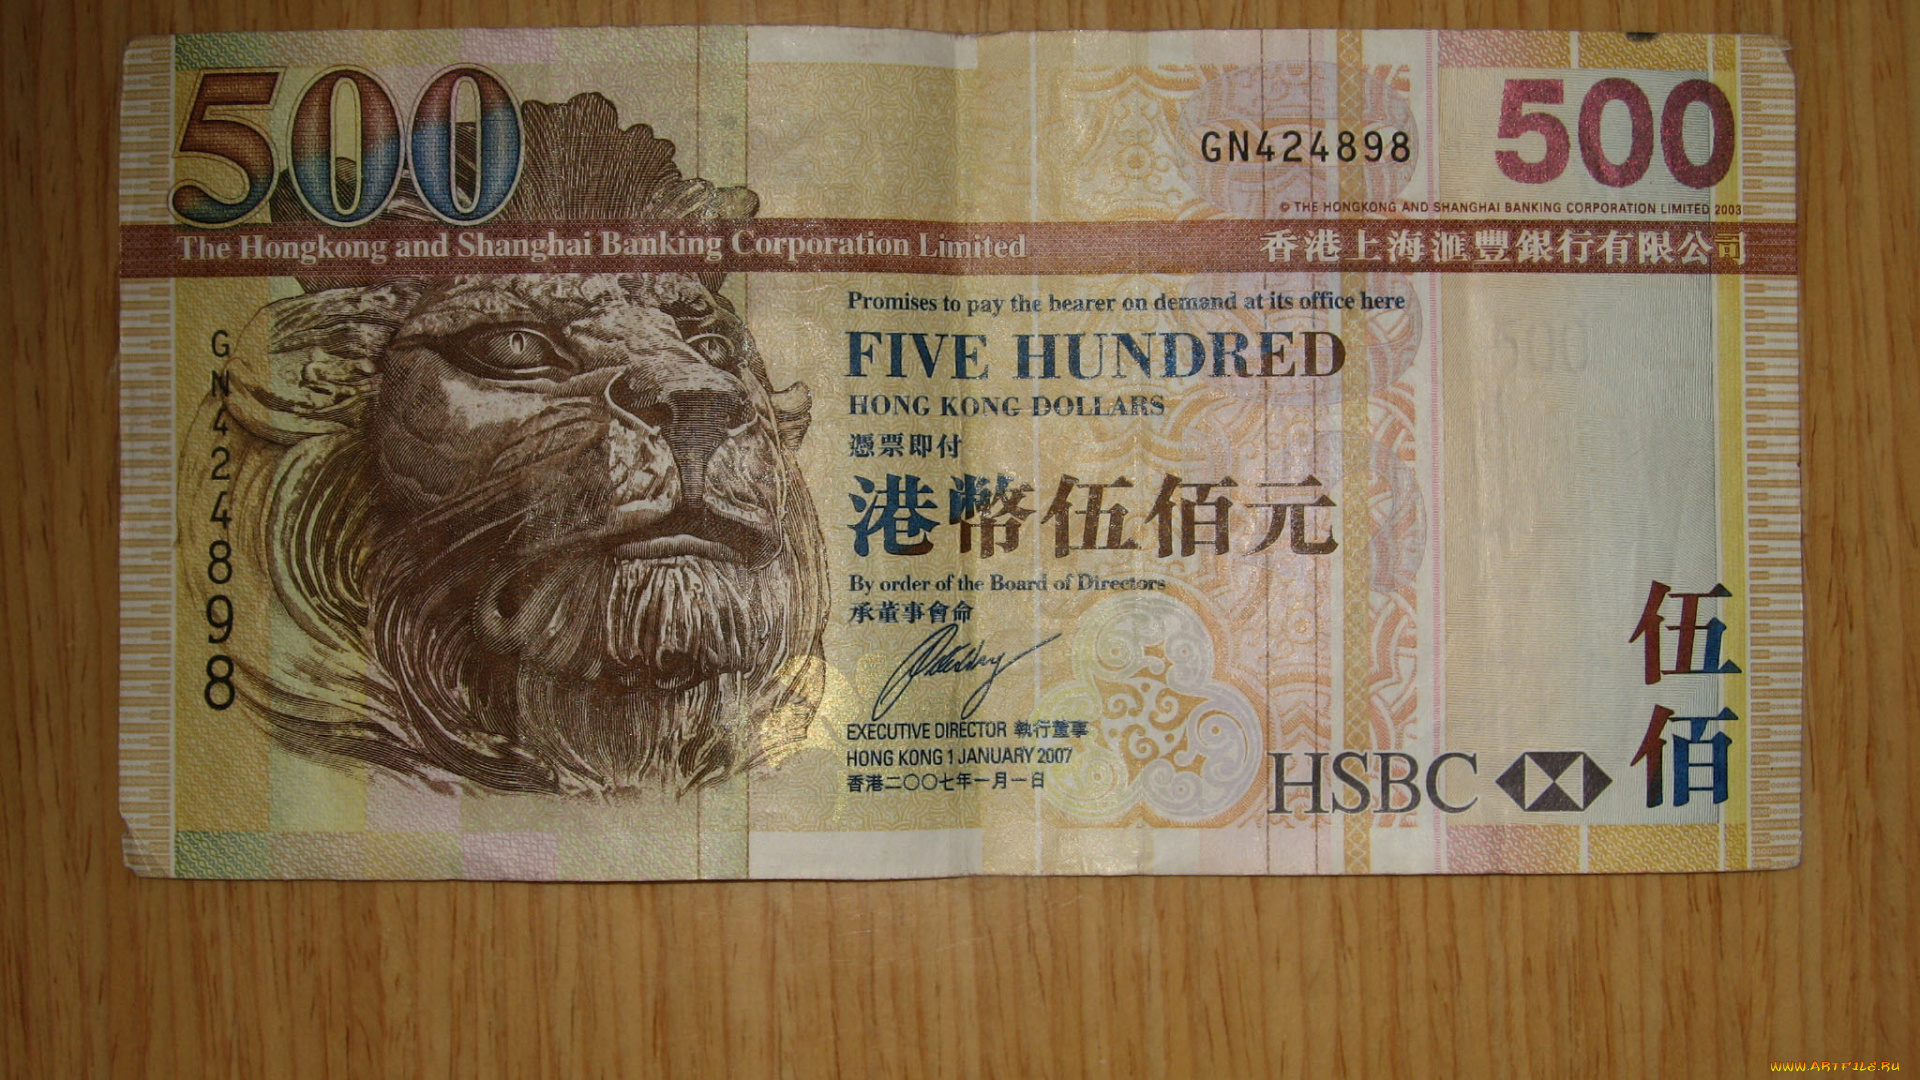 500
GN424898
500
© THE HONGKONG AND SHANGHAI BANKING CORPORATION LIMITED 2003
The Hongkong and Shanghai Banking Corporation Limited
香港上海滙豐銀行有限公司
GN424898
Promises to pay the bearer on demand at its office here
FIVE HUNDRED
HONG KONG DOLLARS
憑票即付
港幣伍佰元
By order of the Board of Directors
承董事會命
EXECUTIVE DIRECTOR 執行董事
HONG KONG 1 JANUARY 2007
香港二〇〇七年一月一日
HSBC
伍佰
WWW.ARTFILE.RU